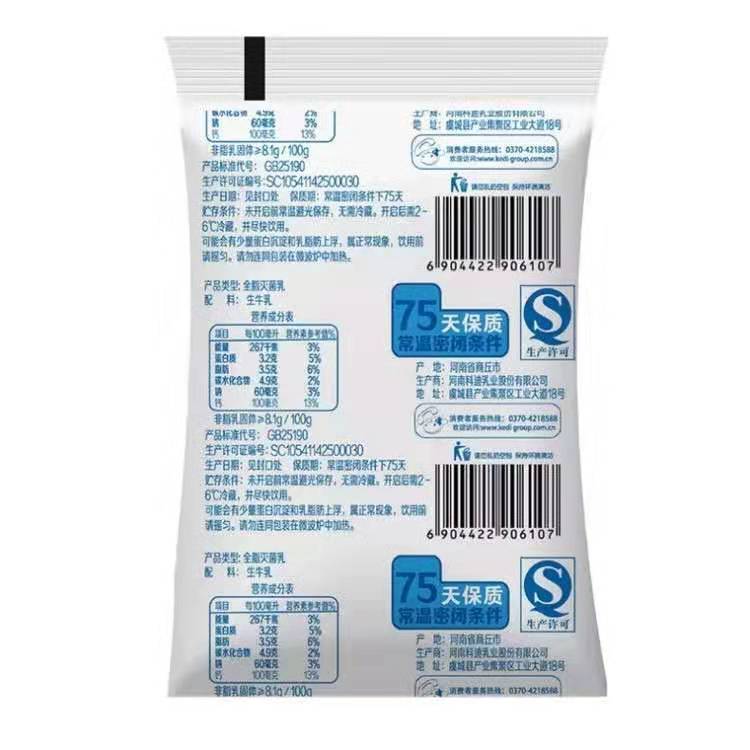 碳水化合物 4.9克 2%
钠 60毫克 3%
钙 100毫克 13%
非脂乳固体≥8.1g/100g
产品标准代号: GB25190
生产许可证编号:SC10541142500030
生产日期:见封口处 保质期:常温密闭条件下75天
贮存条件:未开启前常温避光保存,无需冷藏。开启后需2-
6℃冷藏,并尽快饮用。
可能会有少量蛋白沉淀和乳脂肪上浮,属正常现象,饮用前
请摇匀。请勿连同包装在微波炉中加热。
生产商:河南科迪乳业股份有限公司
地 址:虞城县产业集聚区工业大道18号
消费者服务热线:0370-4218588
欢迎访问:www.kedi-group.com.cn
保持环境清洁
6 904422 906107
产品类型:全脂灭菌乳
配 料:生牛乳
营养成分表
项目 每100毫升 营养素参考值%
能量 267千焦 3%
蛋白质 3.2克 5%
脂肪 3.5克 6%
碳水化合物 4.9克 2%
钠 60毫克 3%
钙 100毫克 13%
非脂乳固体≥8.1g/100g
产品标准代号: GB25190
生产许可证编号:SC10541142500030
生产日期:见封口处 保质期:常温密闭条件下75天
贮存条件:未开启前常温避光保存,无需冷藏。开启后需2-
6℃冷藏,并尽快饮用。
可能会有少量蛋白沉淀和乳脂肪上浮,属正常现象,饮用前
请摇匀。请勿连同包装在微波炉中加热。
75天保质
常温密闭条件
生产许可
产 地:河南省商丘市
生产商:河南科迪乳业股份有限公司
地 址:虞城县产业集聚区工业大道18号
消费者服务热线:0370-4218588
欢迎访问:www.kedi-group.com.cn
保持环境清洁
6 904422 906107
产品类型:全脂灭菌乳
配 料:生牛乳
营养成分表
项目 每100毫升 营养素参考值%
能量 267千焦 3%
蛋白质 3.2克 5%
脂肪 3.5克 6%
碳水化合物 4.9克 2%
钠 60毫克 3%
钙 100毫克 13%
非脂乳固体≥8.1g/100g
75天保质
常温密闭条件
生产许可
产 地:河南省商丘市
生产商:河南科迪乳业股份有限公司
地 址:虞城县产业集聚区工业大道18号
消费者服务热线:0370-4218588